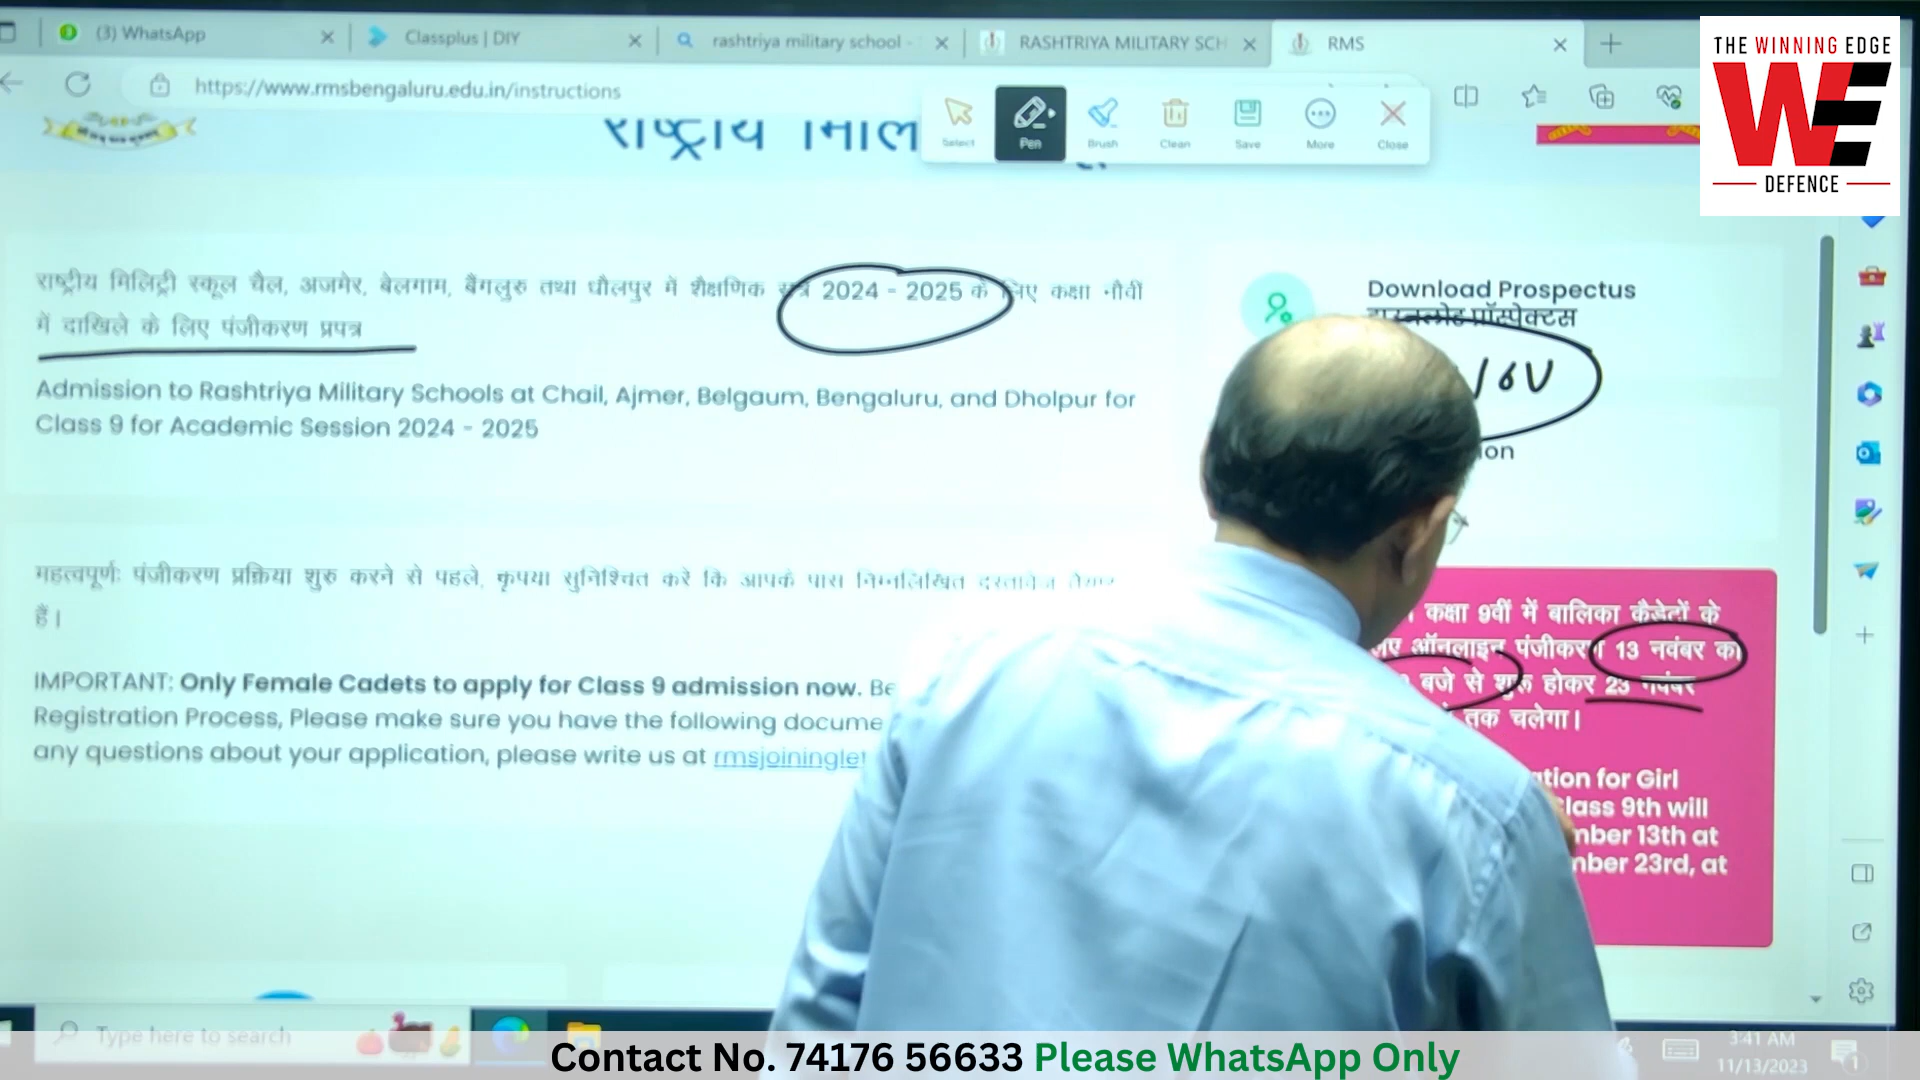 (3) WhatsApp
Classplus | DIY
rashtriya military school -
RASHTRIYA MILITARY SCH
RMS
https://www.rmsbengaluru.edu.in/instructions
Select
Pen
Brush
Clean
Save
More
Close
THE WINNING EDGE
WE
DEFENCE
राष्ट्रीय
राष्ट्रीय मिलिट्री स्कूल चैल, अजमेर, बेलगाम, बैंगलुरु तथा धौलपुर में शैक्षणिक सत्र 2024 - 2025 के लिए कक्षा नौवीं
में दाखिले के लिए पंजीकरण प्रपत्र
Admission to Rashtriya Military Schools at Chail, Ajmer, Belgaum, Bengaluru, and Dholpur for
Class 9 for Academic Session 2024 - 2025
Download Prospectus
डाउनलोड प्रॉस्पेक्टस
महत्वपूर्ण: पंजीकरण प्रक्रिया शुरु करने से पहले, कृपया सुनिश्चित करे कि आपके पास निम्नलिखित दस्तावेज तैयार
हैं।
IMPORTANT: Only Female Cadets to apply for Class 9 admission now.
Registration Process, Please make sure you have the following
any questions about your application, please write us at
कक्षा 9वीं में बालिका कैडेटों के
ऑनलाइन पंजीकरण 13 नवंबर को
बजे से शुरू होकर 23 नवंबर
तक चलेगा।
for Girl
9th will
13th at
23rd, at
Type here to search
3:41 AM
11/13/2023
Contact No. 74176 56633 Please WhatsApp Only